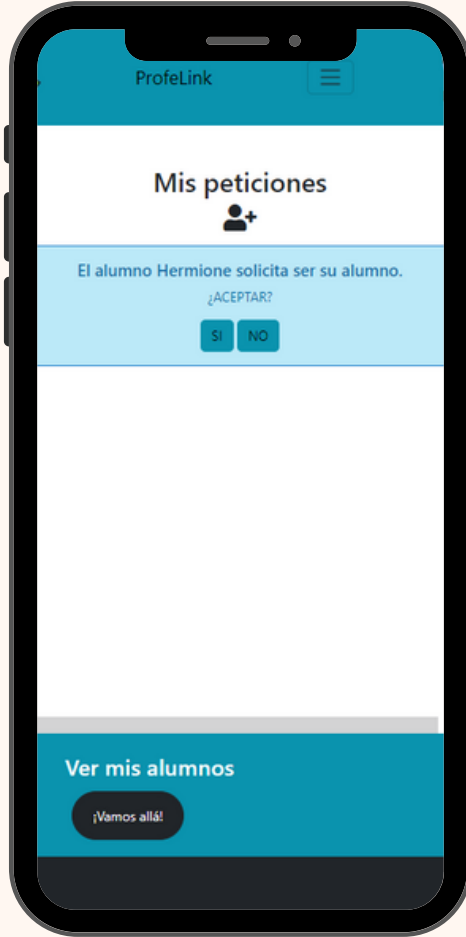 ProfeLink
Mis peticiones
El alumno Hermione solicita ser su alumno.
¿ACEPTAR?
SI NO
Ver mis alumnos
¡Vamos allá!